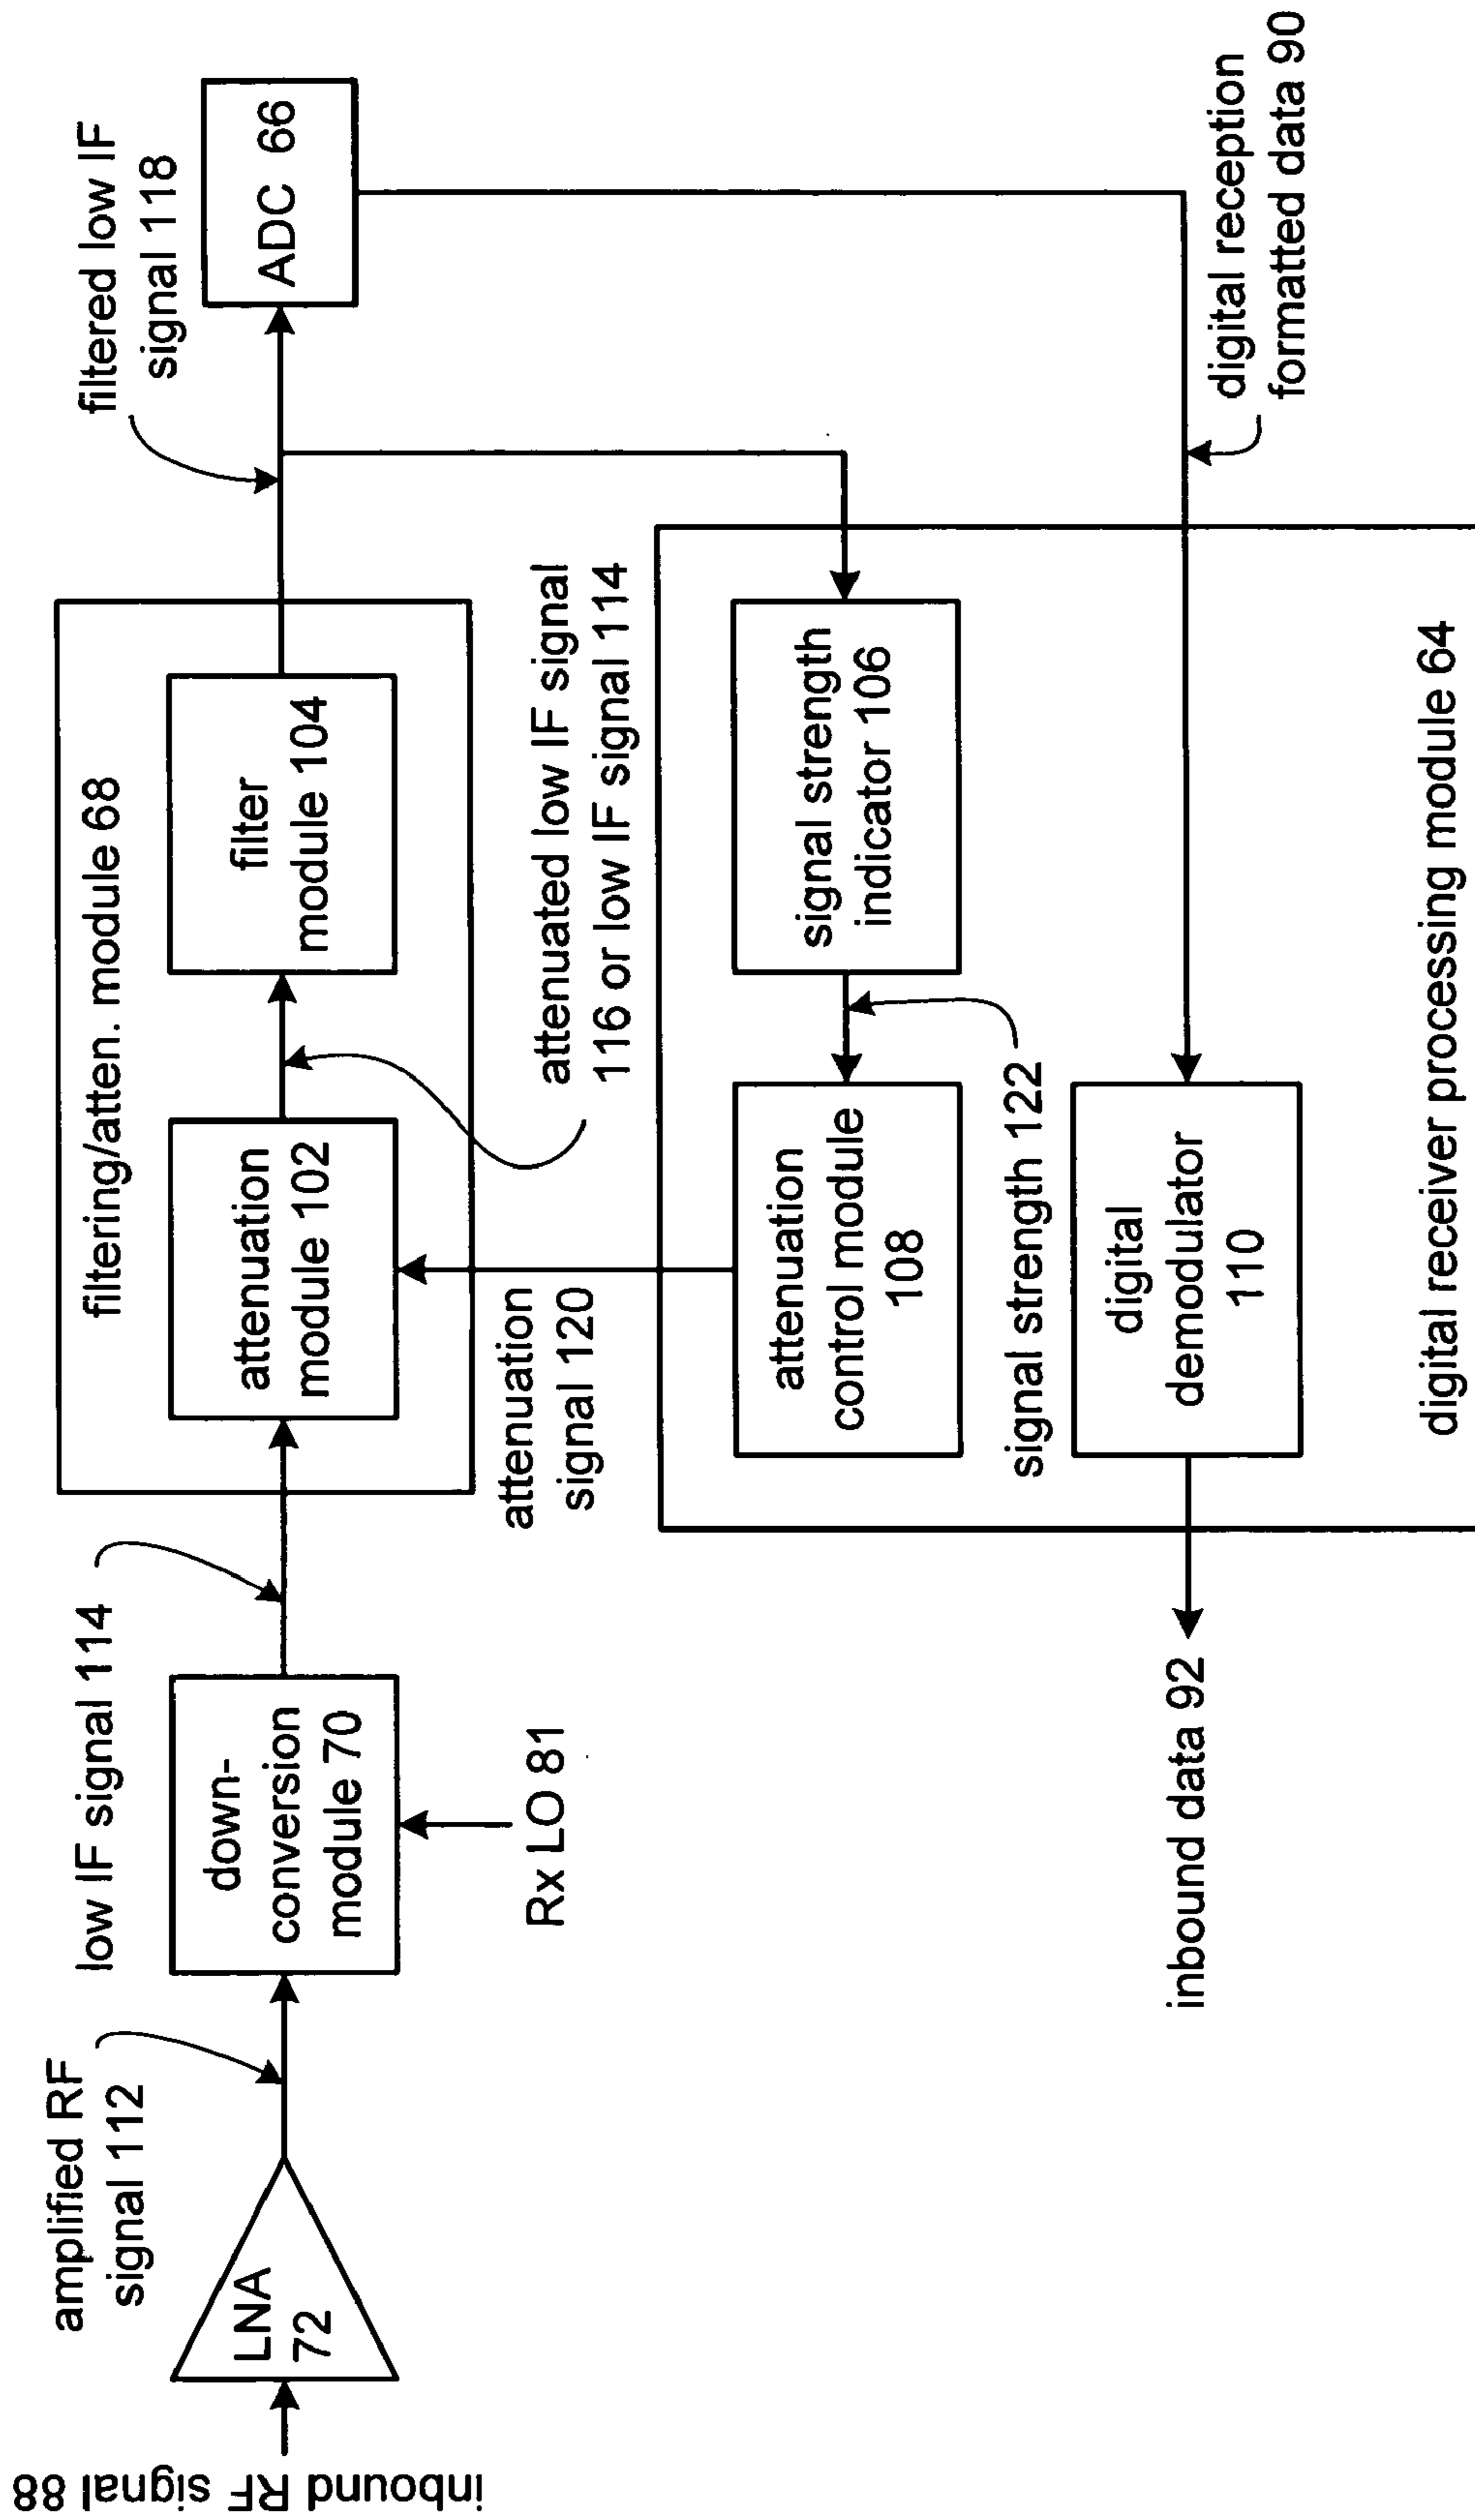 inbound RF signal 88
LNA
72
amplified RF
signal 112
down-
conversion
module 70
Rx LO 81
low IF signal 114
filtering/atten. module 68
attenuation
module 102
filter
module 104
attenuation
signal 120
attenuated low IF signal
116 or low IF signal 114
filtered low IF
signal 118
ADC 66
attenuation
control module
108
signal strength
indicator 106
signal strength 122
digital
demodulator
110
digital reception
formatted data 90
inbound data 92
digital receiver processing module 64